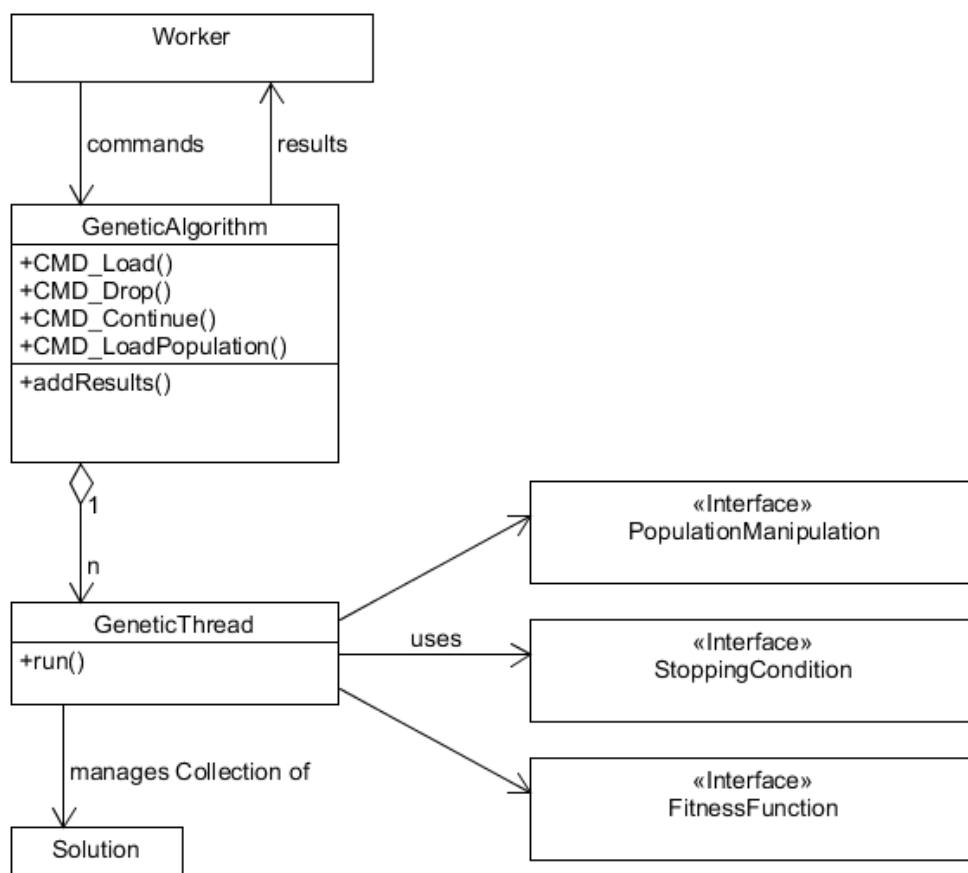 Worker
commands
results
GeneticAlgorithm
+CMD_Load()
+CMD_Drop()
+CMD_Continue()
+CMD_LoadPopulation()
+addResults()
1
n
«Interface»
PopulationManipulation
GeneticThread
+run()
uses
«Interface»
StoppingCondition
manages Collection of
«Interface»
FitnessFunction
Solution